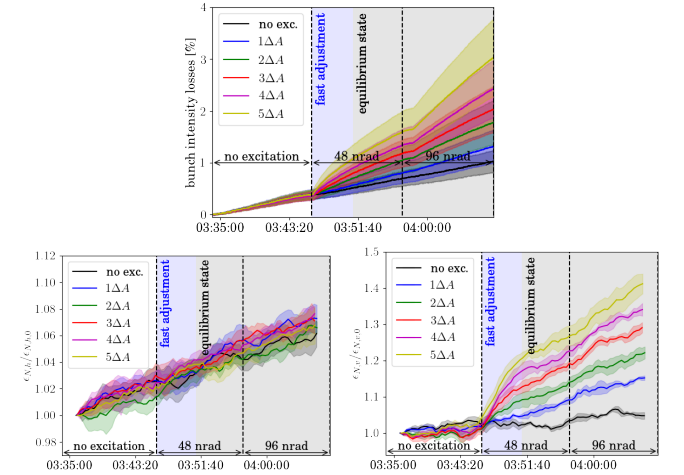 bunch intensity losses [%]
4
3
2
1
0
no exc.
1ΔA
2ΔA
3ΔA
4ΔA
5ΔA
fast adjustment
equilibrium state
no excitation
48 nrad
96 nrad
03:35:00 03:43:20 03:51:40 04:00:00
ϵ_{N,h}/ϵ_{N,h,0}
1.12
1.10
1.08
1.06
1.04
1.02
1.00
0.98
no exc.
1ΔA
2ΔA
3ΔA
4ΔA
5ΔA
fast adjustment
equilibrium state
no excitation
48 nrad
96 nrad
03:35:00 03:43:20 03:51:40 04:00:00
ϵ_{N,v}/ϵ_{N,v,0}
1.5
1.4
1.3
1.2
1.1
1.0
no exc.
1ΔA
2ΔA
3ΔA
4ΔA
5ΔA
fast adjustment
equilibrium state
no excitation
48 nrad
96 nrad
03:35:00 03:43:20 03:51:40 04:00:00